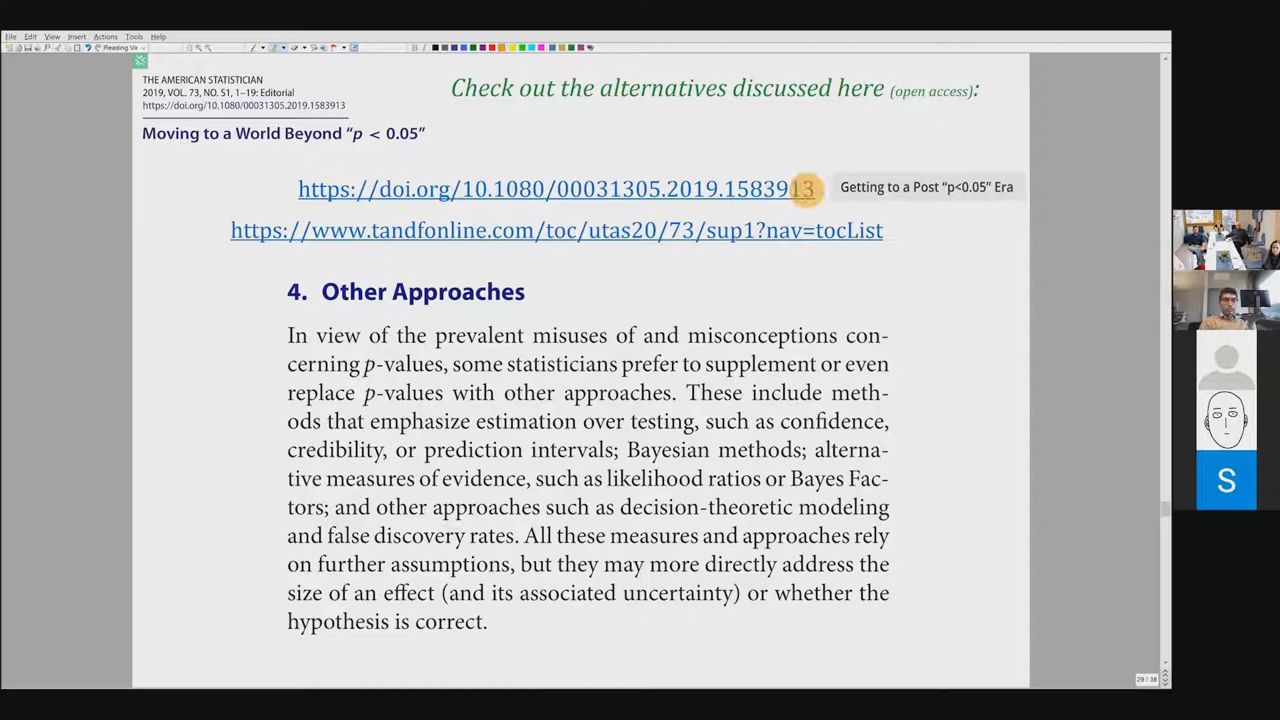 File Edit View Insert Actions Tools Help
Reading Vi
THE AMERICAN STATISTICIAN
2019, VOL. 73, NO. S1, 1–19: Editorial
https://doi.org/10.1080/00031305.2019.1583913
Check out the alternatives discussed here (open access):
Moving to a World Beyond “p < 0.05”
https://doi.org/10.1080/00031305.2019.1583913
Getting to a Post “p<0.05” Era
https://www.tandfonline.com/toc/utas20/73/sup1?nav=tocList
4. Other Approaches
In view of the prevalent misuses of and misconceptions con-
cerning p-values, some statisticians prefer to supplement or even
replace p-values with other approaches. These include meth-
ods that emphasize estimation over testing, such as confidence,
credibility, or prediction intervals; Bayesian methods; alterna-
tive measures of evidence, such as likelihood ratios or Bayes Fac-
tors; and other approaches such as decision-theoretic modeling
and false discovery rates. All these measures and approaches rely
on further assumptions, but they may more directly address the
size of an effect (and its associated uncertainty) or whether the
hypothesis is correct.
S
29 / 38